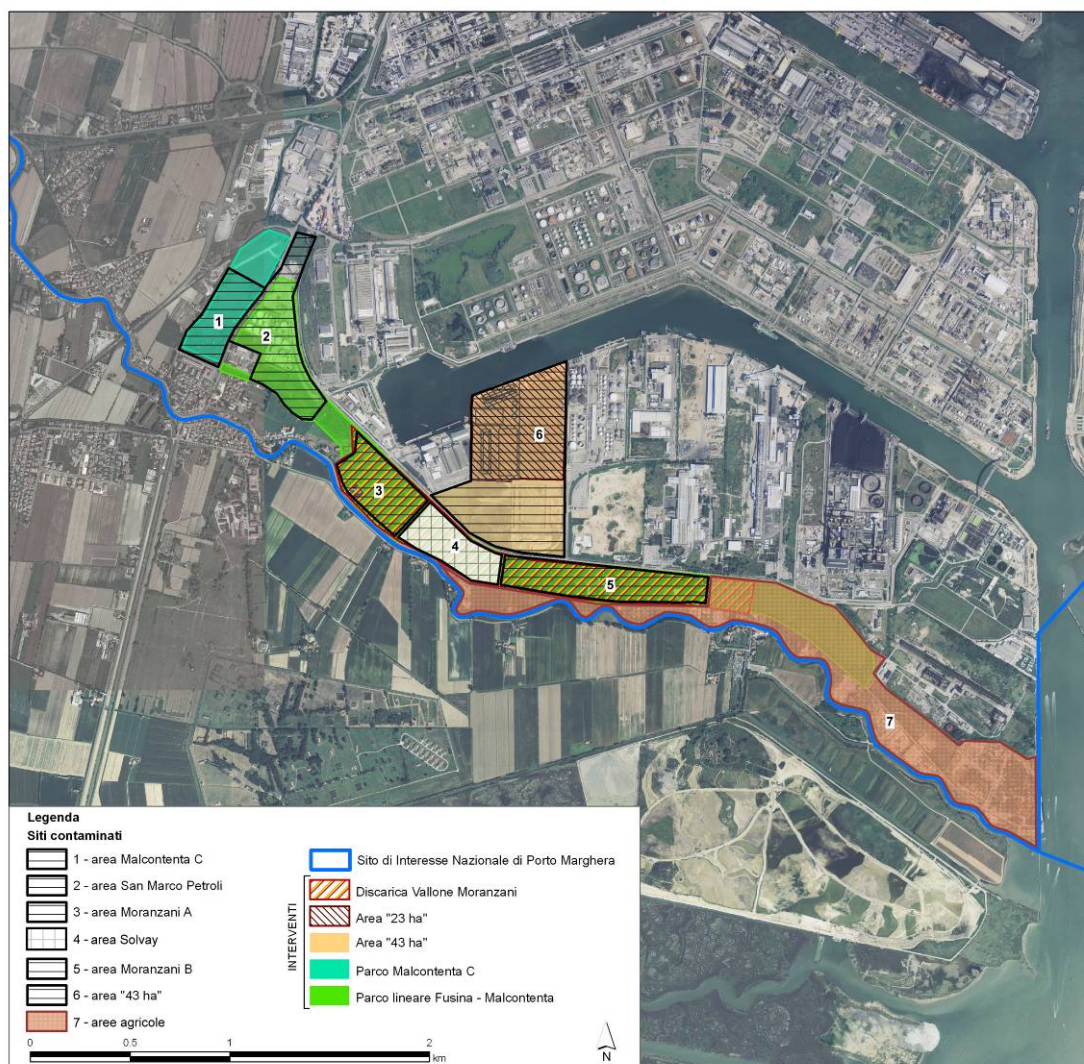 1
2
3
4
5
6
7
Legenda
Siti contaminati
1 - area Malcontenta C
2 - area San Marco Petroli
3 - area Moranzani A
4 - area Solvay
5 - area Moranzani B
6 - area "43 ha"
7 - aree agricole
Sito di Interesse Nazionale di Porto Marghera
INTERVENTI
Discarica Vallone Moranzani
Area "23 ha"
Area "43 ha"
Parco Malcontenta C
Parco lineare Fusina - Malcontenta
0 0.5 1 2
km
N